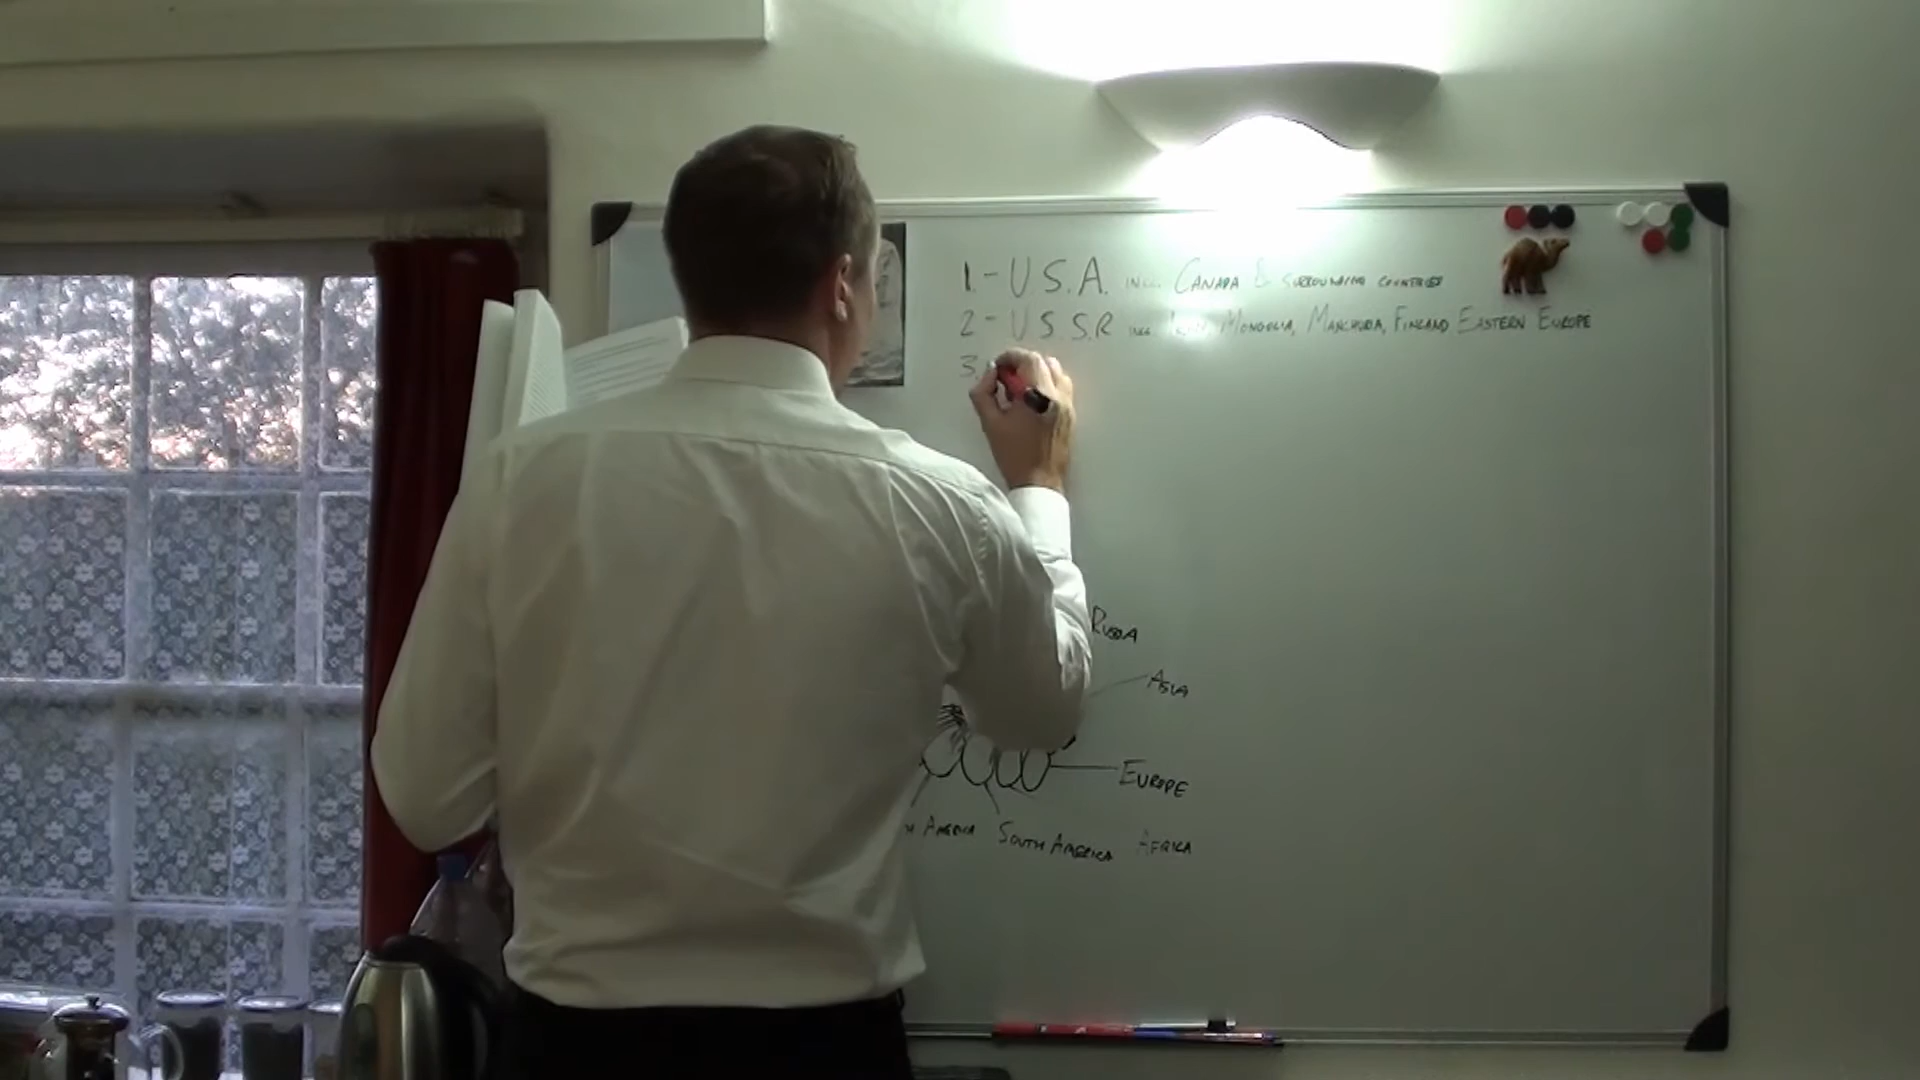 1.- U.S.A. INCL. CANADA & SURROUNDING COUNTRIES
2- U.S.S.R INCL. MONGOLIA, MANCHURIA, FINLAND EASTERN EUROPE
3.
RUSSIA
ASIA
EUROPE
AMERICA SOUTH AMERICA AFRICA